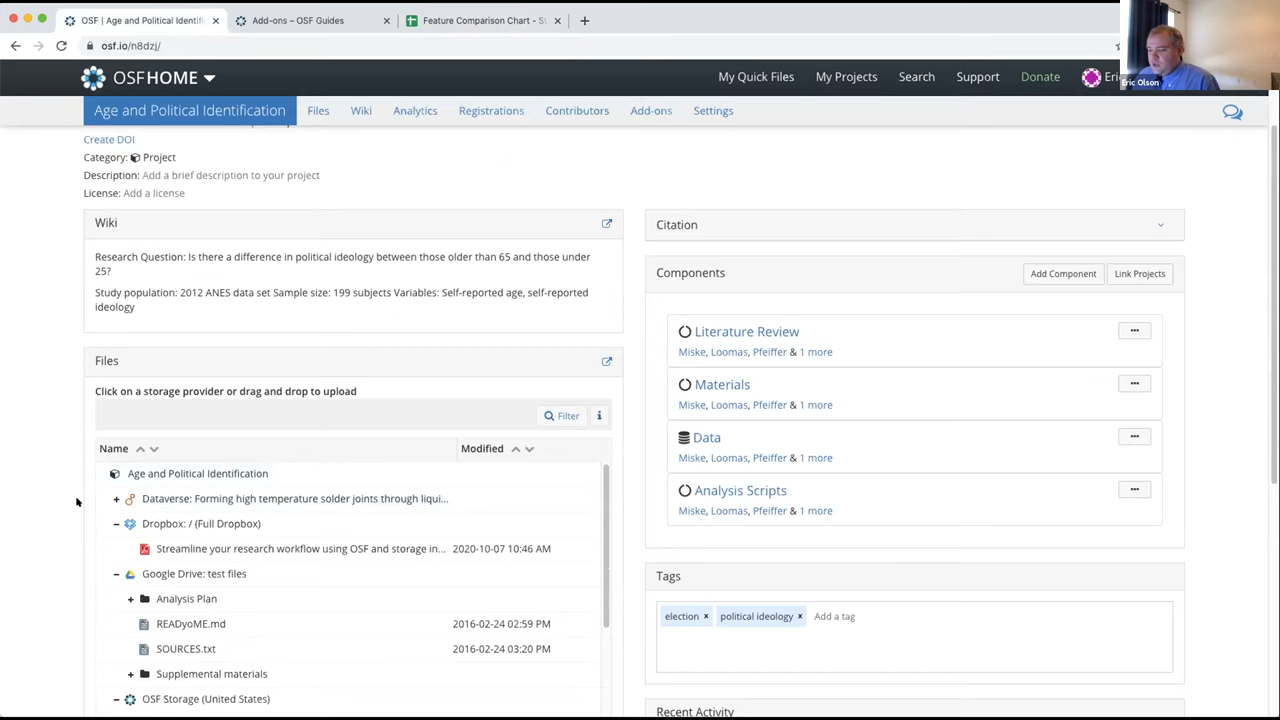 OSF | Age and Political Identifi
Add-ons – OSF Guides
Feature Comparison Chart - S
osf.io/n8dzj/
Eric Olson
OSFHOME
My Quick Files
My Projects
Search
Support
Donate
Age and Political Identification
Files
Wiki
Analytics
Registrations
Contributors
Add-ons
Settings
Create DOI
Category: Project
Description: Add a brief description to your project
License: Add a license
Wiki
Research Question: Is there a difference in political ideology between those older than 65 and those under
25?
Study population: 2012 ANES data set Sample size: 199 subjects Variables: Self-reported age, self-reported
ideology
Files
Click on a storage provider or drag and drop to upload
Filter
Name
Modified
Age and Political Identification
Dataverse: Forming high temperature solder joints through liqui...
Dropbox: / (Full Dropbox)
Streamline your research workflow using OSF and storage in... 2020-10-07 10:46 AM
Google Drive: test files
Analysis Plan
READyoME.md 2016-02-24 02:59 PM
SOURCES.txt 2016-02-24 03:20 PM
Supplemental materials
OSF Storage (United States)
Citation
Components
Add Component
Link Projects
Literature Review
Miske, Loomas, Pfeiffer & 1 more
Materials
Miske, Loomas, Pfeiffer & 1 more
Data
Miske, Loomas, Pfeiffer & 1 more
Analysis Scripts
Miske, Loomas, Pfeiffer & 1 more
Tags
election x political ideology x Add a tag
Recent Activity